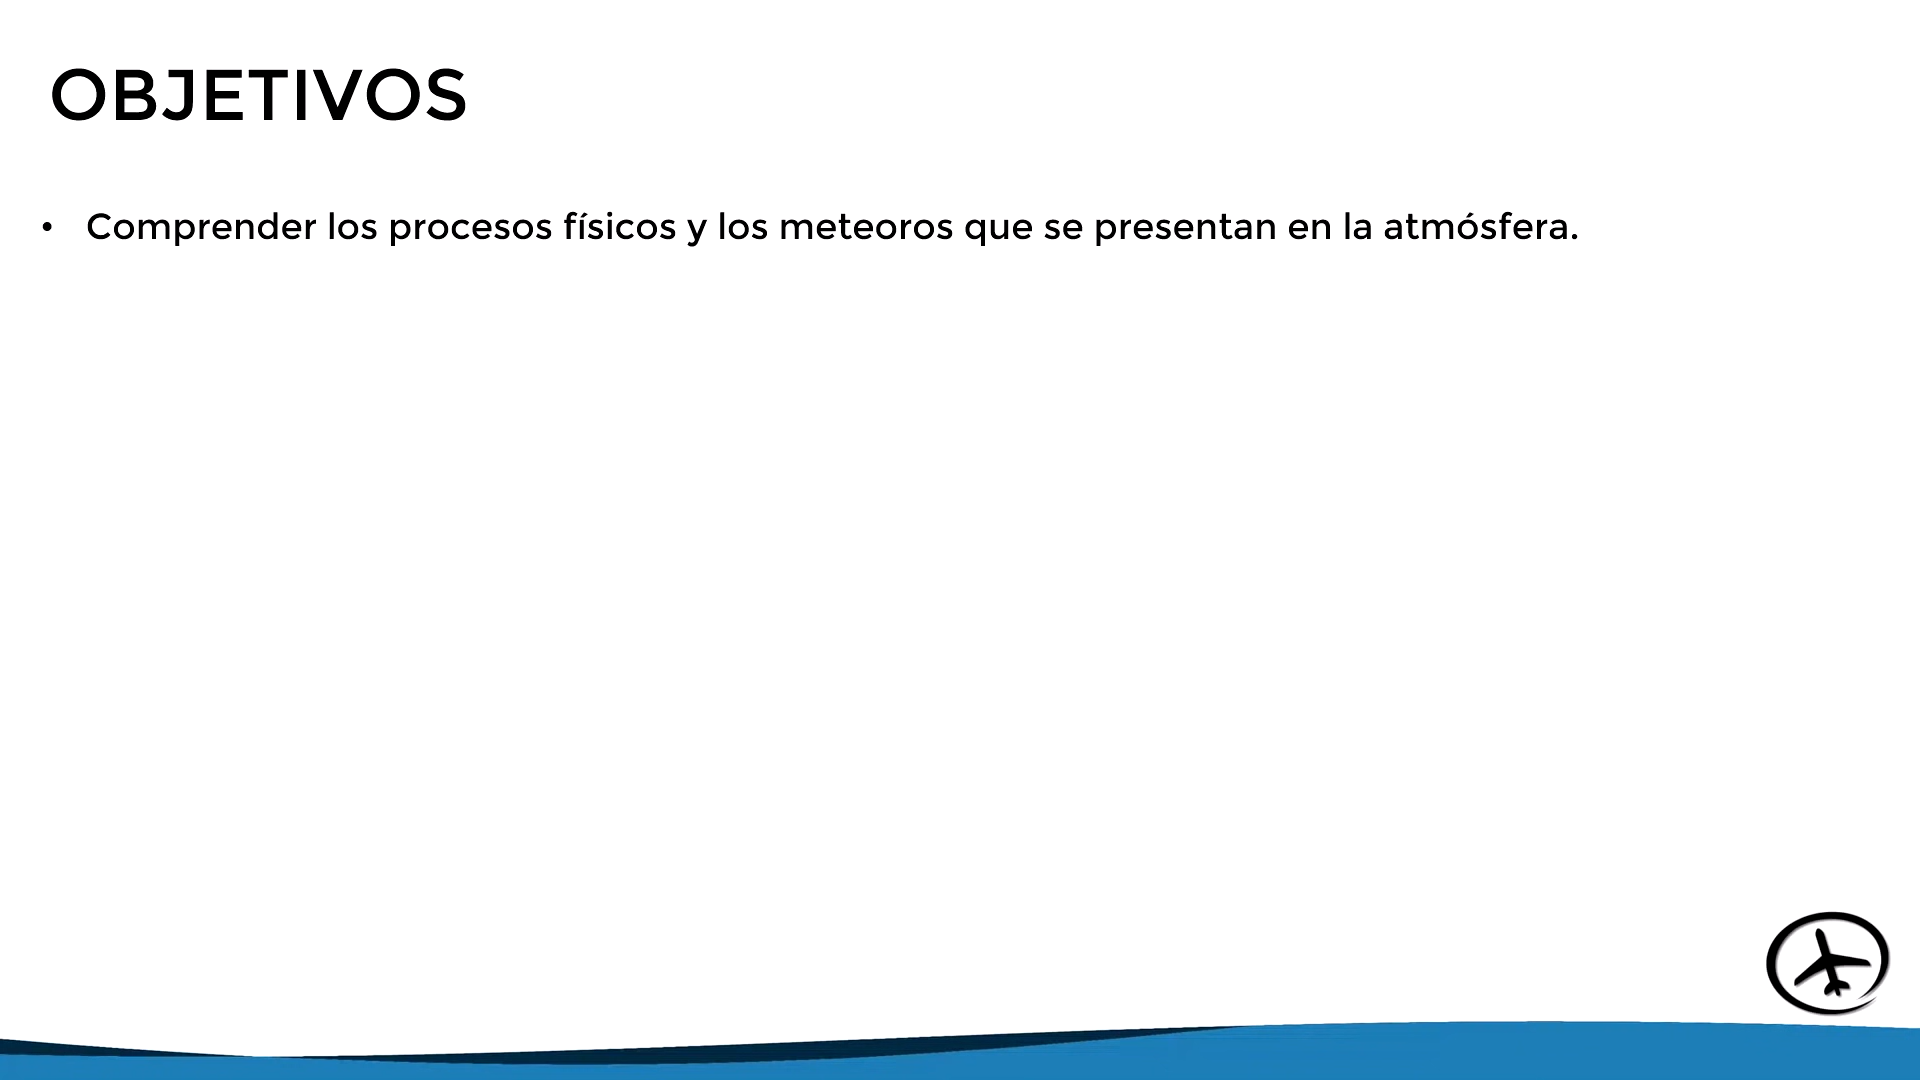 OBJETIVOS
• Comprender los procesos físicos y los meteoros que se presentan en la atmósfera.